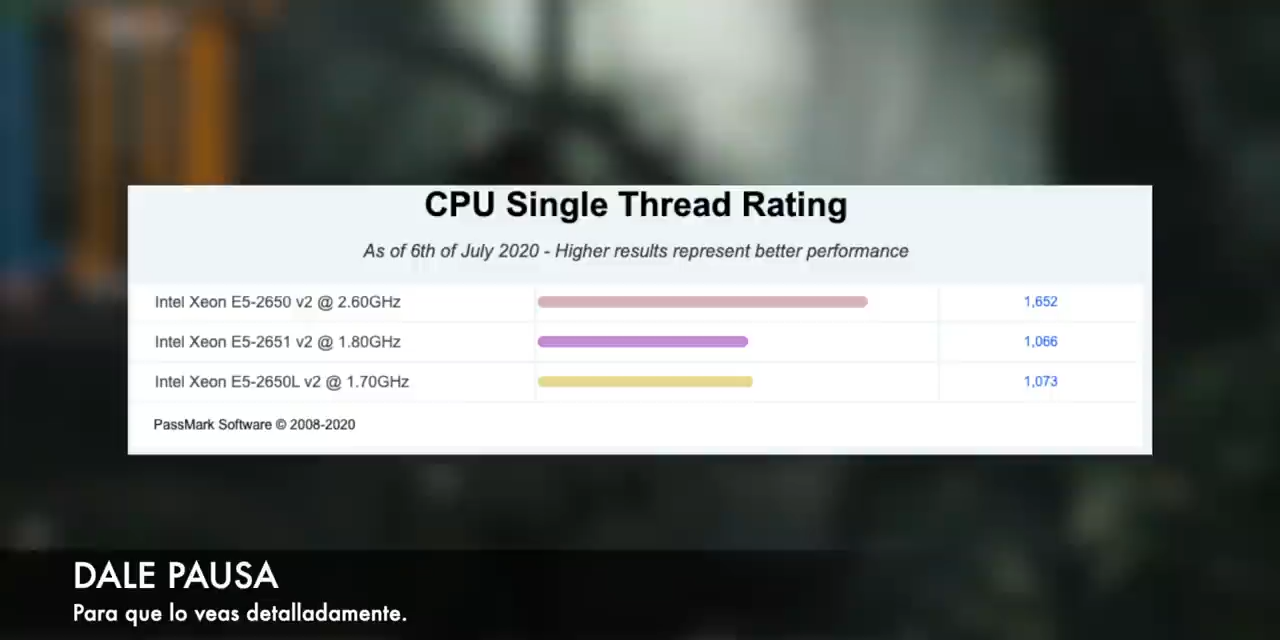 CPU Single Thread Rating
As of 6th of July 2020 - Higher results represent better performance
Intel Xeon E5-2650 v2 @ 2.60GHz 1,652
Intel Xeon E5-2651 v2 @ 1.80GHz 1,066
Intel Xeon E5-2650L v2 @ 1.70GHz 1,073
PassMark Software © 2008-2020
DALE PAUSA
Para que lo veas detalladamente.